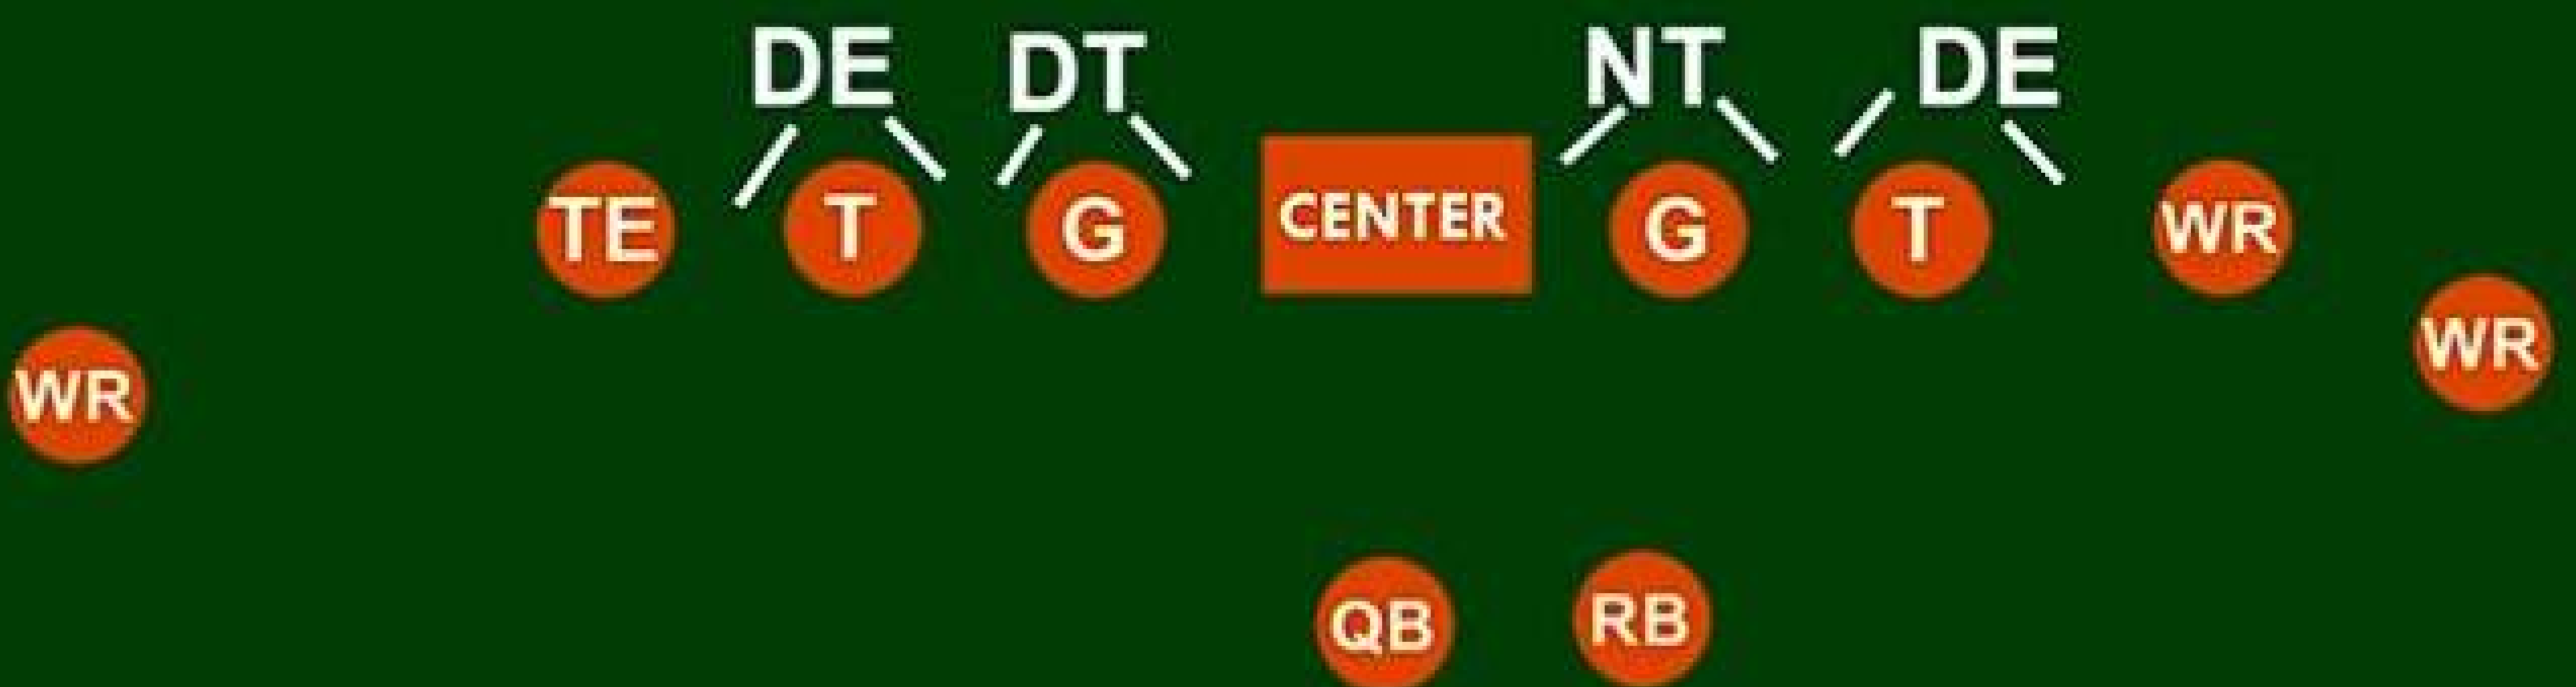 DE DT NT DE
TE T G CENTER G T WR
WR WR
QB RB